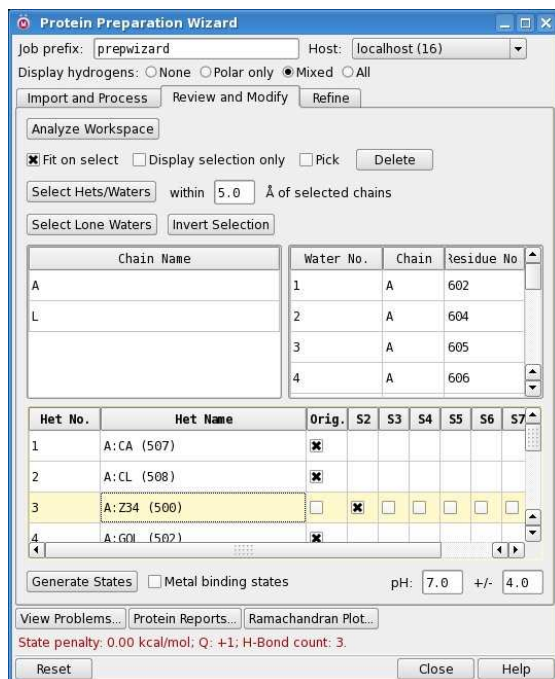 Protein Preparation Wizard
Job prefix: prepwizard Host: localhost (16)
Display hydrogens: None Polar only Mixed All
Import and Process Review and Modify Refine
Analyze Workspace
Fit on select Display selection only Pick Delete
Select Hets/Waters within 5.0 Å of selected chains
Select Lone Waters Invert Selection
Chain Name Water No. Chain Residue No
A 1 A 602
L 2 A 604
3 A 605
4 A 606
Het No. Het Name Orig. S2 S3 S4 S5 S6 S7
1 A:CA (507)
2 A:CL (508)
3 A:Z34 (500)
4 A:GOL (502)
Generate States Metal binding states pH: 7.0 +/- 4.0
View Problems... Protein Reports... Ramachandran Plot...
State penalty: 0.00 kcal/mol; Q: +1; H-Bond count: 3.
Reset Close Help